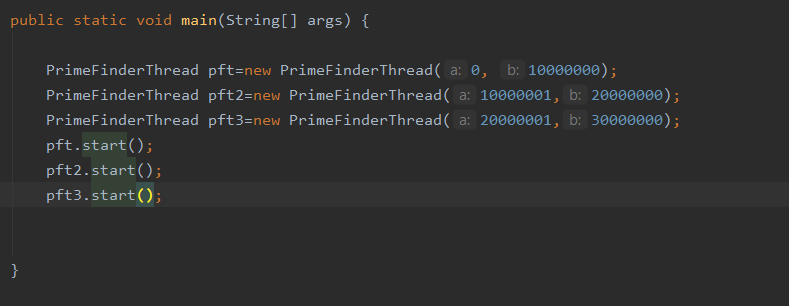 public static void main(String[] args) {
PrimeFinderThread pft=new PrimeFinderThread( a: 0, b: 10000000);
PrimeFinderThread pft2=new PrimeFinderThread( a: 10000001, b: 20000000);
PrimeFinderThread pft3=new PrimeFinderThread( a: 20000001, b: 30000000);
pft.start();
pft2.start();
pft3.start();
}